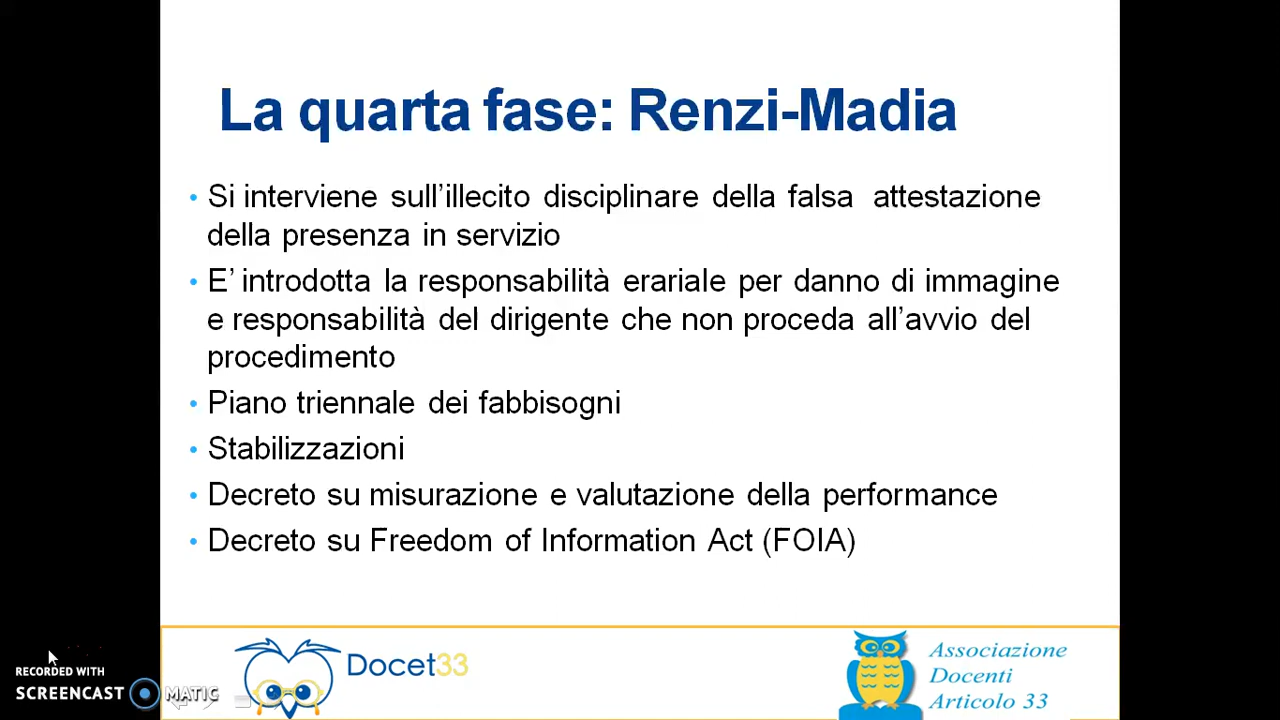 La quarta fase: Renzi-Madia
• Si interviene sull’illecito disciplinare della falsa attestazione
della presenza in servizio
• E’ introdotta la responsabilità erariale per danno di immagine
e responsabilità del dirigente che non proceda all’avvio del
procedimento
• Piano triennale dei fabbisogni
• Stabilizzazioni
• Decreto su misurazione e valutazione della performance
• Decreto su Freedom of Information Act (FOIA)
Docet33
Associazione
Docenti
Articolo 33
RECORDED WITH
SCREENCAST MATIC